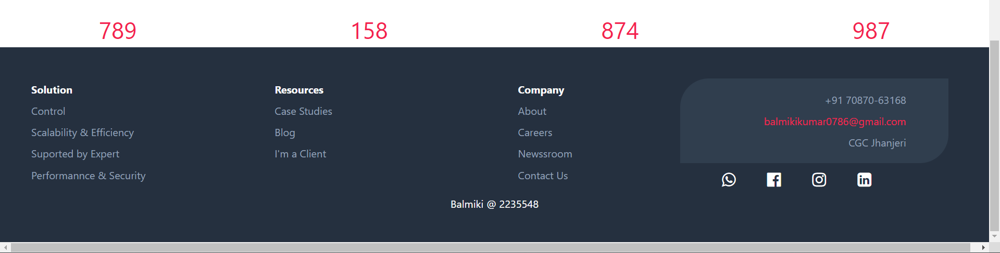 789 158 874 987
Solution
Control
Scalability & Efficiency
Suported by Expert
Performannce & Security
Resources
Case Studies
Blog
I'm a Client
Company
About
Careers
Newssroom
Contact Us
+91 70870-63168
balmikikumar0786@gmail.com
CGC Jhanjeri
Balmiki @ 2235548